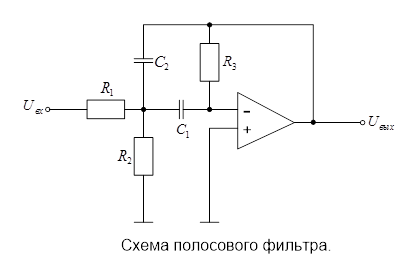 C₂
R₃
R₁
Uвх
C₁
-
+
Uвых
R₂
Схема полосового фильтра.